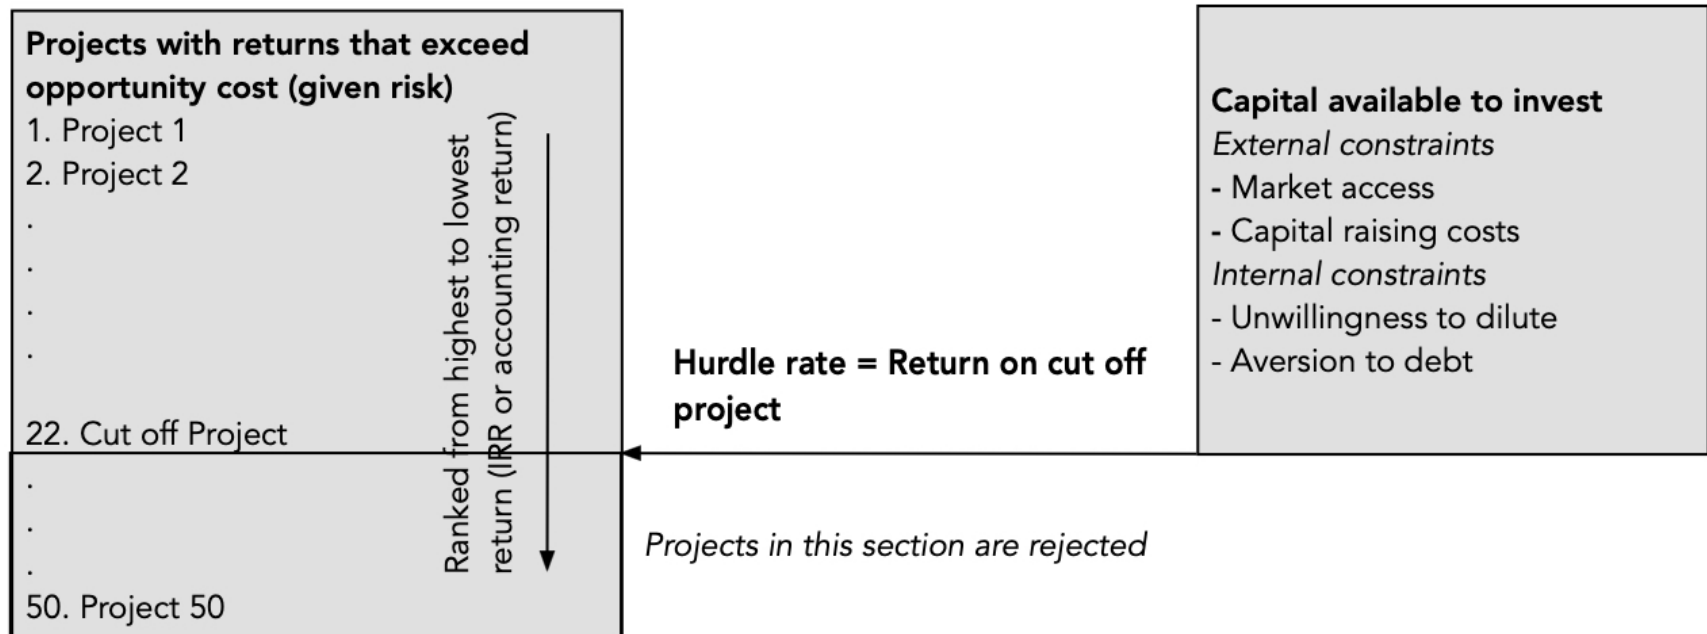 Projects with returns that exceed
opportunity cost (given risk)
1. Project 1
2. Project 2
.
.
.
.
22. Cut off Project
.
.
.
50. Project 50
Ranked from highest to lowest
return (IRR or accounting return)
Hurdle rate = Return on cut off
project
Projects in this section are rejected
Capital available to invest
External constraints
- Market access
- Capital raising costs
Internal constraints
- Unwillingness to dilute
- Aversion to debt